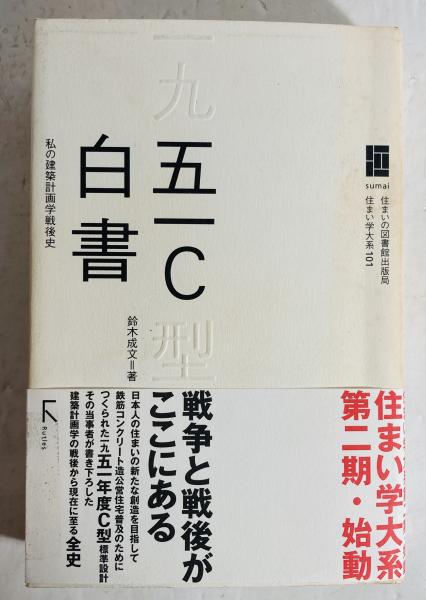 sumai
住まいの図書館出版局
住まい学大系101
一九五一C型
白書
私の建築計画学戦後史
鈴木成文=著
住まい学大系
第二期・始動
戦争と戦後が
ここにある
日本人の住まいの新たな創造を目指して
鉄筋コンクリート造公営住宅普及のために
つくられた一九五一年度C型標準設計
その当事者が書き下ろした
建築計画学の戦後から現在に至る全史
Rutles